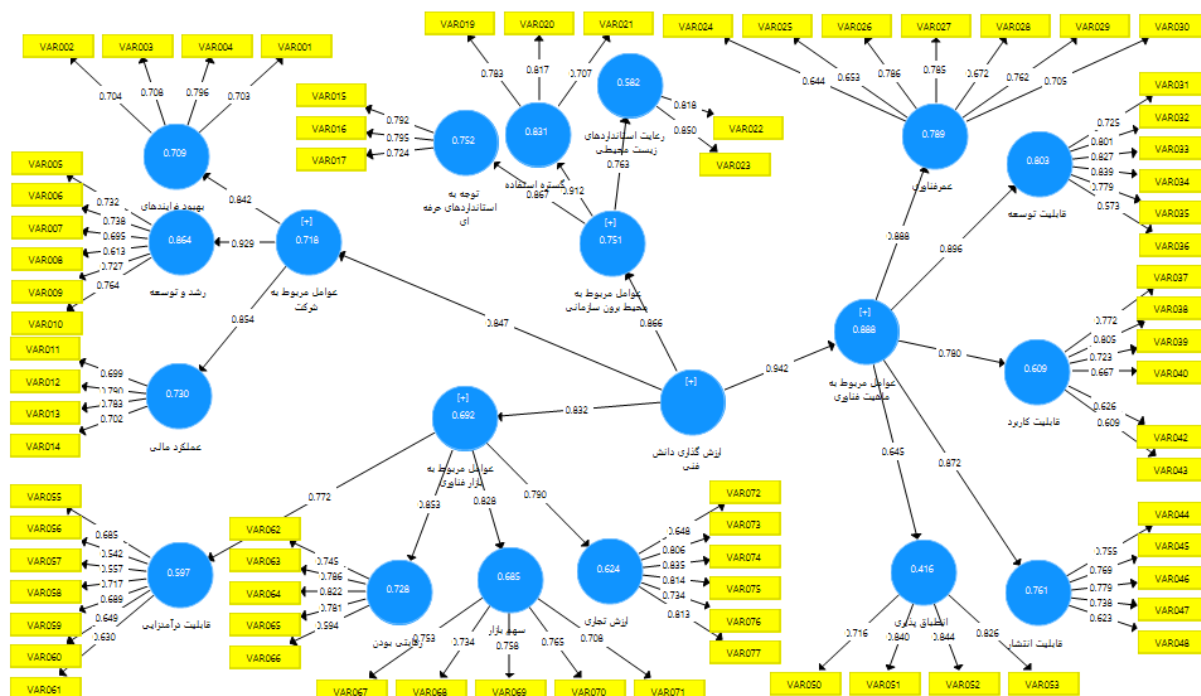 VAR019
VAR020
VAR021
VAR024
VAR025
VAR026
VAR027
VAR028
VAR029
VAR030
VAR002
VAR003
VAR004
VAR001
0.783
0.817
0.707
0.582
0.644
0.653
0.786
0.785
0.672
0.762
0.705
0.704
0.708
0.796
0.703
VAR015
VAR016
VAR017
0.792
0.795
0.724
0.752
0.831
0.818
0.850
VAR022
VAR023
رعایت استانداردهای
زیست محیطی
0.763
0.789
عمرفناوری
VAR031
VAR032
VAR033
VAR034
VAR035
VAR036
0.725
0.801
0.827
0.839
0.779
0.573
0.803
قابلیت توسعه
0.709
بهبود فرایندهای
VAR005
VAR006
VAR007
VAR008
VAR009
VAR010
0.732
0.738
0.695
0.613
0.727
0.764
0.864
رشد و توسعه
0.842
0.929
0.854
[+]
0.718
عوامل مربوط به
شرکت
گستره استفاده
توجه به
استانداردهای حرفه
ای
0.912
0.867
[+]
0.751
عوامل مربوط به
محیط برون سازمانی
0.888
0.896
VAR037
VAR038
VAR039
VAR040
VAR042
VAR043
0.772
0.805
0.723
0.667
0.626
0.609
0.609
قابلیت کاربرد
0.780
[+]
0.888
عوامل مربوط به
ماهیت فناوری
0.847
0.866
0.942
0.832
[+]
ارزش گذاری دانش
فنی
VAR011
VAR012
VAR013
VAR014
0.699
0.790
0.783
0.702
0.730
عملکرد مالی
[+]
0.692
عوامل مربوط به
بازار فناوری
0.772
0.853
0.828
0.790
0.645
0.872
VAR055
VAR056
VAR057
VAR058
VAR059
VAR060
VAR061
0.685
0.542
0.557
0.717
0.689
0.649
0.630
0.597
قابلیت درآمدزایی
VAR062
VAR063
VAR064
VAR065
VAR066
0.745
0.786
0.822
0.781
0.594
0.728
رقابتی بودن
0.685
سهم بازار
0.753
0.734
0.758
0.765
0.708
VAR067
VAR068
VAR069
VAR070
VAR071
0.624
ارزش تجاری
0.648
0.806
0.835
0.814
0.734
0.813
VAR072
VAR073
VAR074
VAR075
VAR076
VAR077
0.416
انطباق پذیری
0.716
0.840
0.844
0.826
VAR050
VAR051
VAR052
VAR053
0.761
قابلیت انتشار
0.755
0.769
0.779
0.738
0.623
VAR044
VAR045
VAR046
VAR047
VAR048